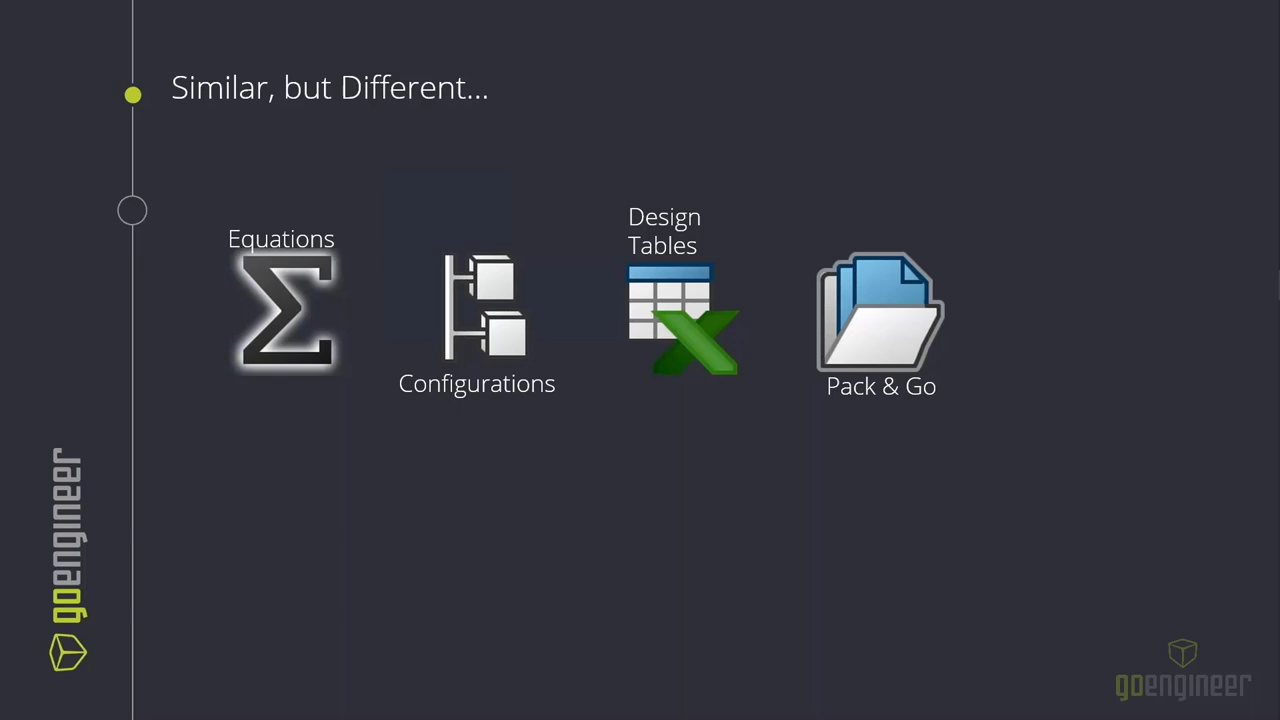 Similar, but Different...
Equations
Configurations
Design
Tables
Pack & Go
goengineer
goengineer